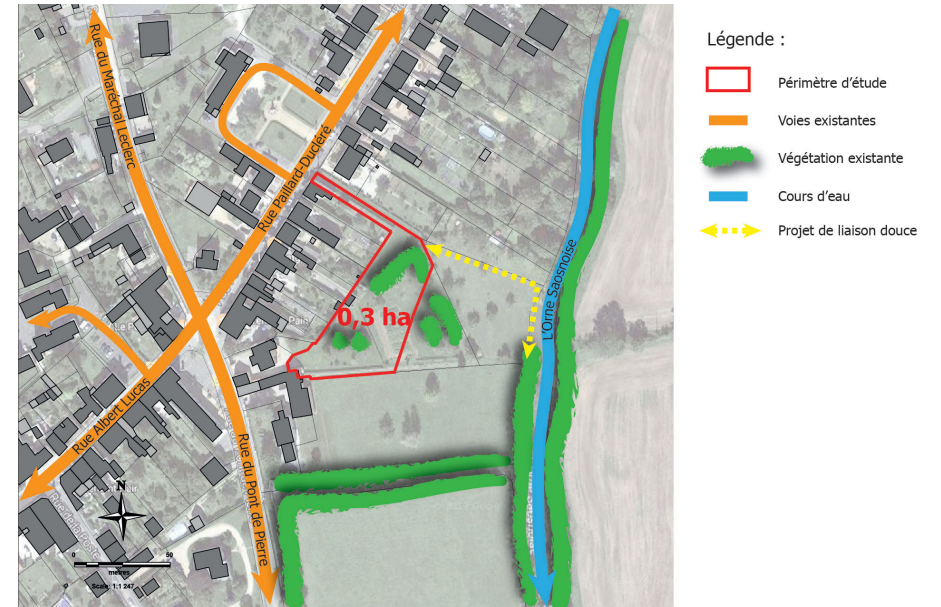 Rue du Maréchal Leclerc
Rue Paillard-Duclére
L'Orne Saosnoise
0,3 ha
Pain
Rue Albert Lucas
Rue du Pont de Pierre
N
0 50
metres
Scale: 1:1 247
Légende :
Périmètre d'étude
Voies existantes
Végétation existante
Cours d'eau
Projet de liaison douce